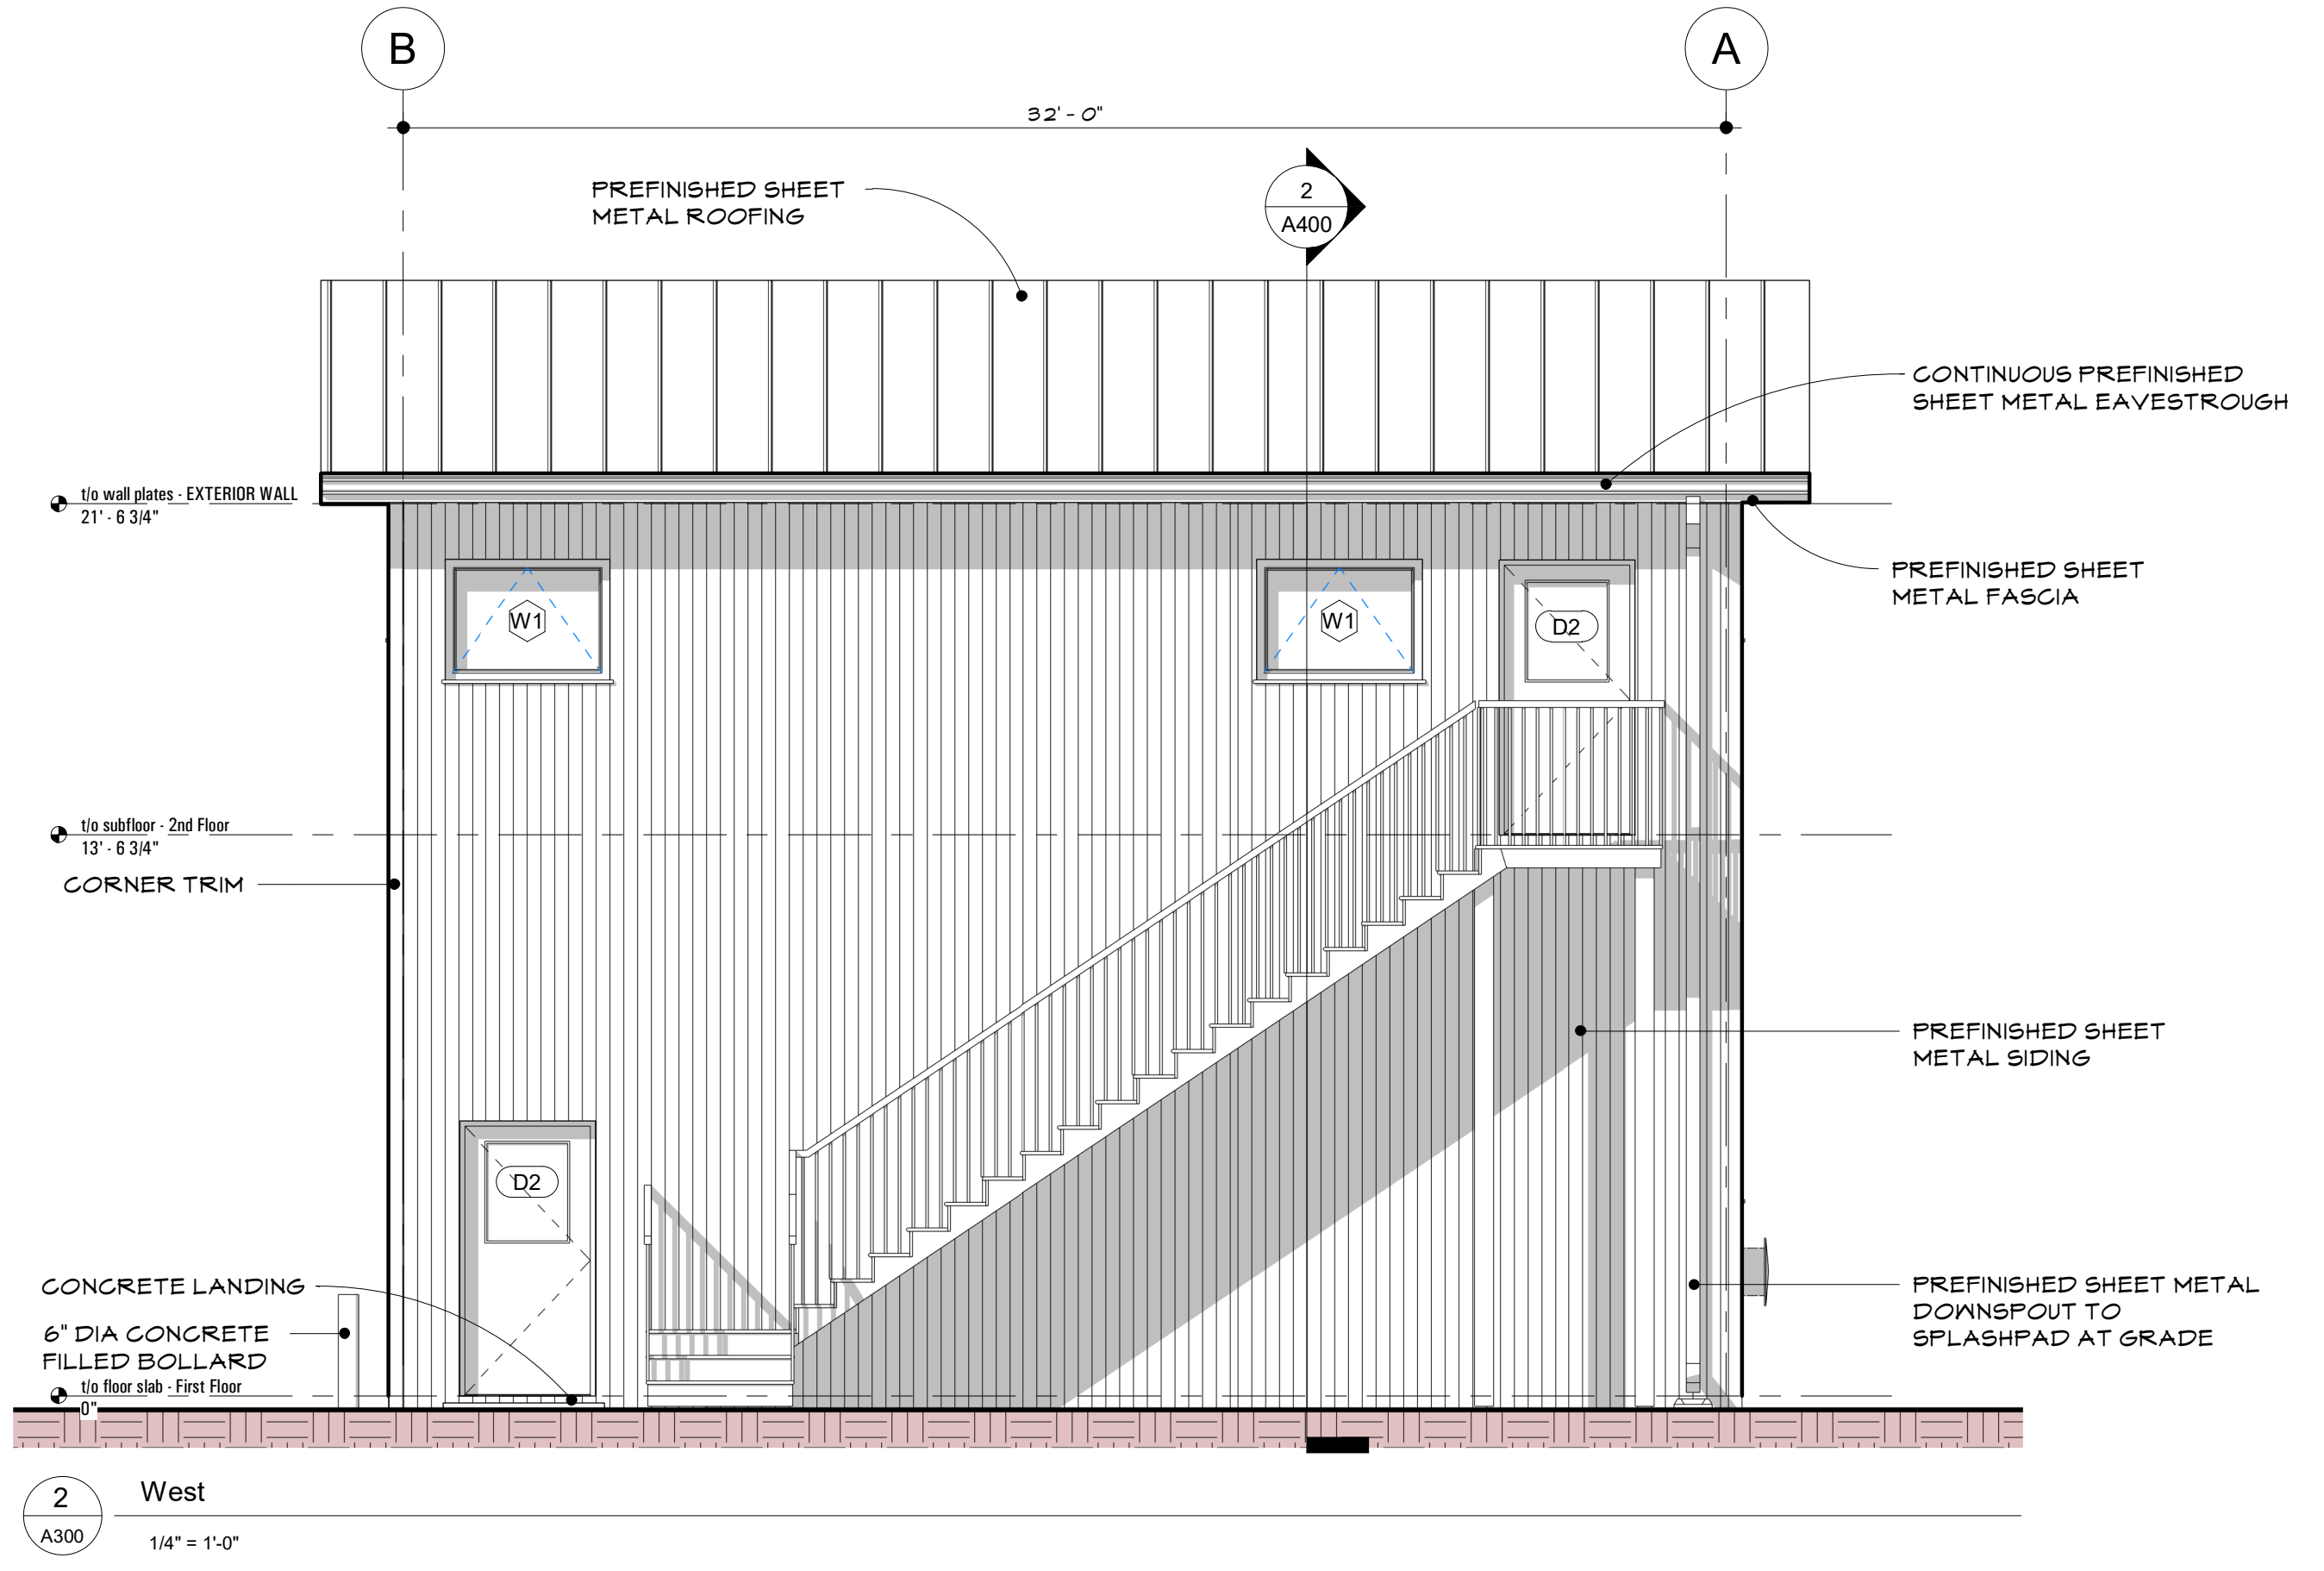 B
A
32' - 0"
PREFINISHED SHEET
METAL ROOFING
2
A400
CONTINUOUS PREFINISHED
SHEET METAL EAVESTROUGH
t/o wall plates - EXTERIOR WALL
21' - 6 3/4"
PREFINISHED SHEET
METAL FASCIA
W1
W1
D2
t/o subfloor - 2nd Floor
13' - 6 3/4"
CORNER TRIM
PREFINISHED SHEET
METAL SIDING
D2
CONCRETE LANDING
PREFINISHED SHEET METAL
DOWNSPOUT TO
SPLASHPAD AT GRADE
6" DIA CONCRETE
FILLED BOLLARD
t/o floor slab - First Floor
0"
2
A300
West
1/4" = 1'-0"